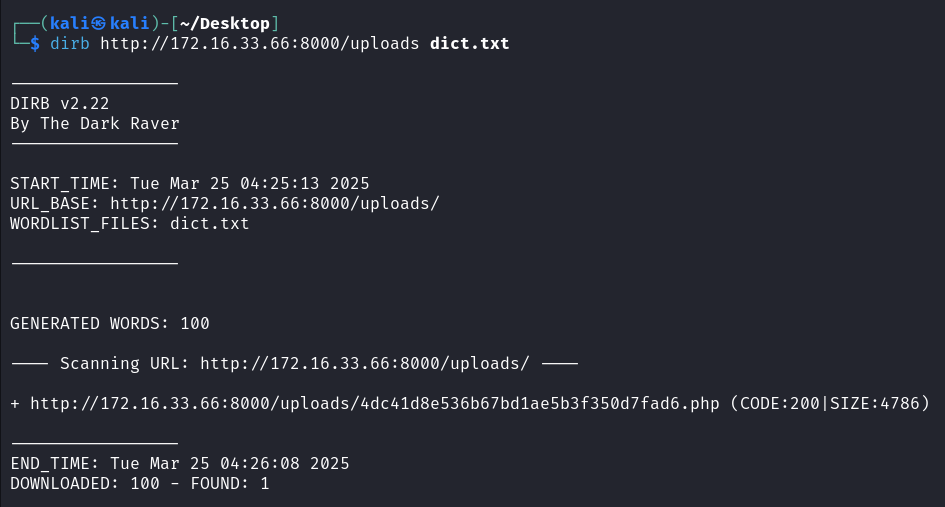 ┌──(kali㉿kali)-[~/Desktop]
└─$ dirb http://172.16.33.66:8000/uploads dict.txt
-----------------
DIRB v2.22
By The Dark Raver
-----------------
START_TIME: Tue Mar 25 04:25:13 2025
URL_BASE: http://172.16.33.66:8000/uploads/
WORDLIST_FILES: dict.txt
-----------------
GENERATED WORDS: 100
---- Scanning URL: http://172.16.33.66:8000/uploads/ ----
+ http://172.16.33.66:8000/uploads/4dc41d8e536b67bd1ae5b3f350d7fad6.php (CODE:200|SIZE:4786)
-----------------
END_TIME: Tue Mar 25 04:26:08 2025
DOWNLOADED: 100 - FOUND: 1